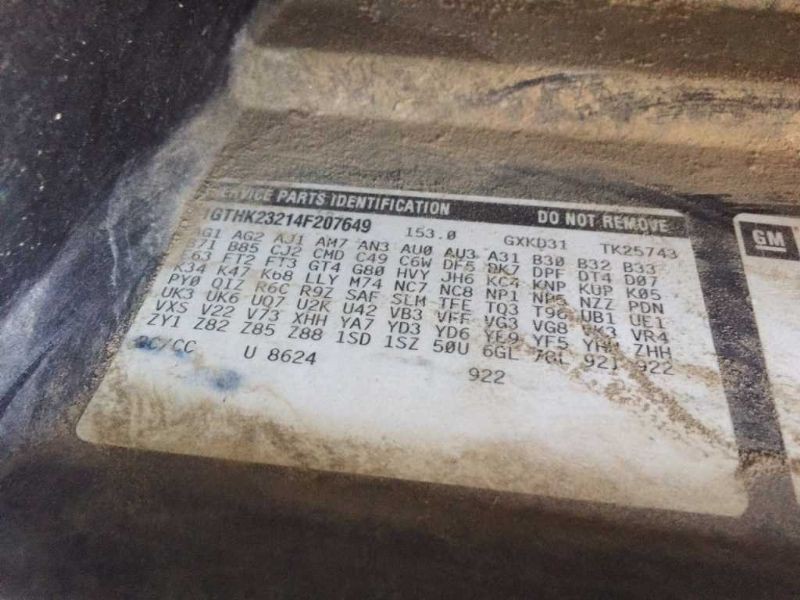 SERVICE PARTS IDENTIFICATION DO NOT REMOVE
1GTHK23214F207649 153.0 GXKD31 TK25743
AG1 AG2 AJ1 AM7 AN3 AU0 AU3 A31 B30 B32 B33
B71 B85 CJ2 CMD C49 C6W DF5 DK7 DPF DT4 D07
E63 FT2 FT3 GT4 G80 HVY JH6 KC4 KNP KUP K05
K34 K47 K68 LLY M74 NC7 NC8 NP1 NP5 NZZ PDN
PY0 QIZ R6C R9Z SAF SLM TFE TQ3 T96 UB1 UE1
UK3 UK6 UQ7 U2K U42 VB3 VFF VG3 VG8 VK3 VR4
VXS V22 V73 XHH YA7 YD3 YD6 YE9 YF5 ZHH
ZY1 Z82 Z85 Z88 1SD 1SZ 50U 6GL 7GL 921 922
BC/CC U 8624 922
GM